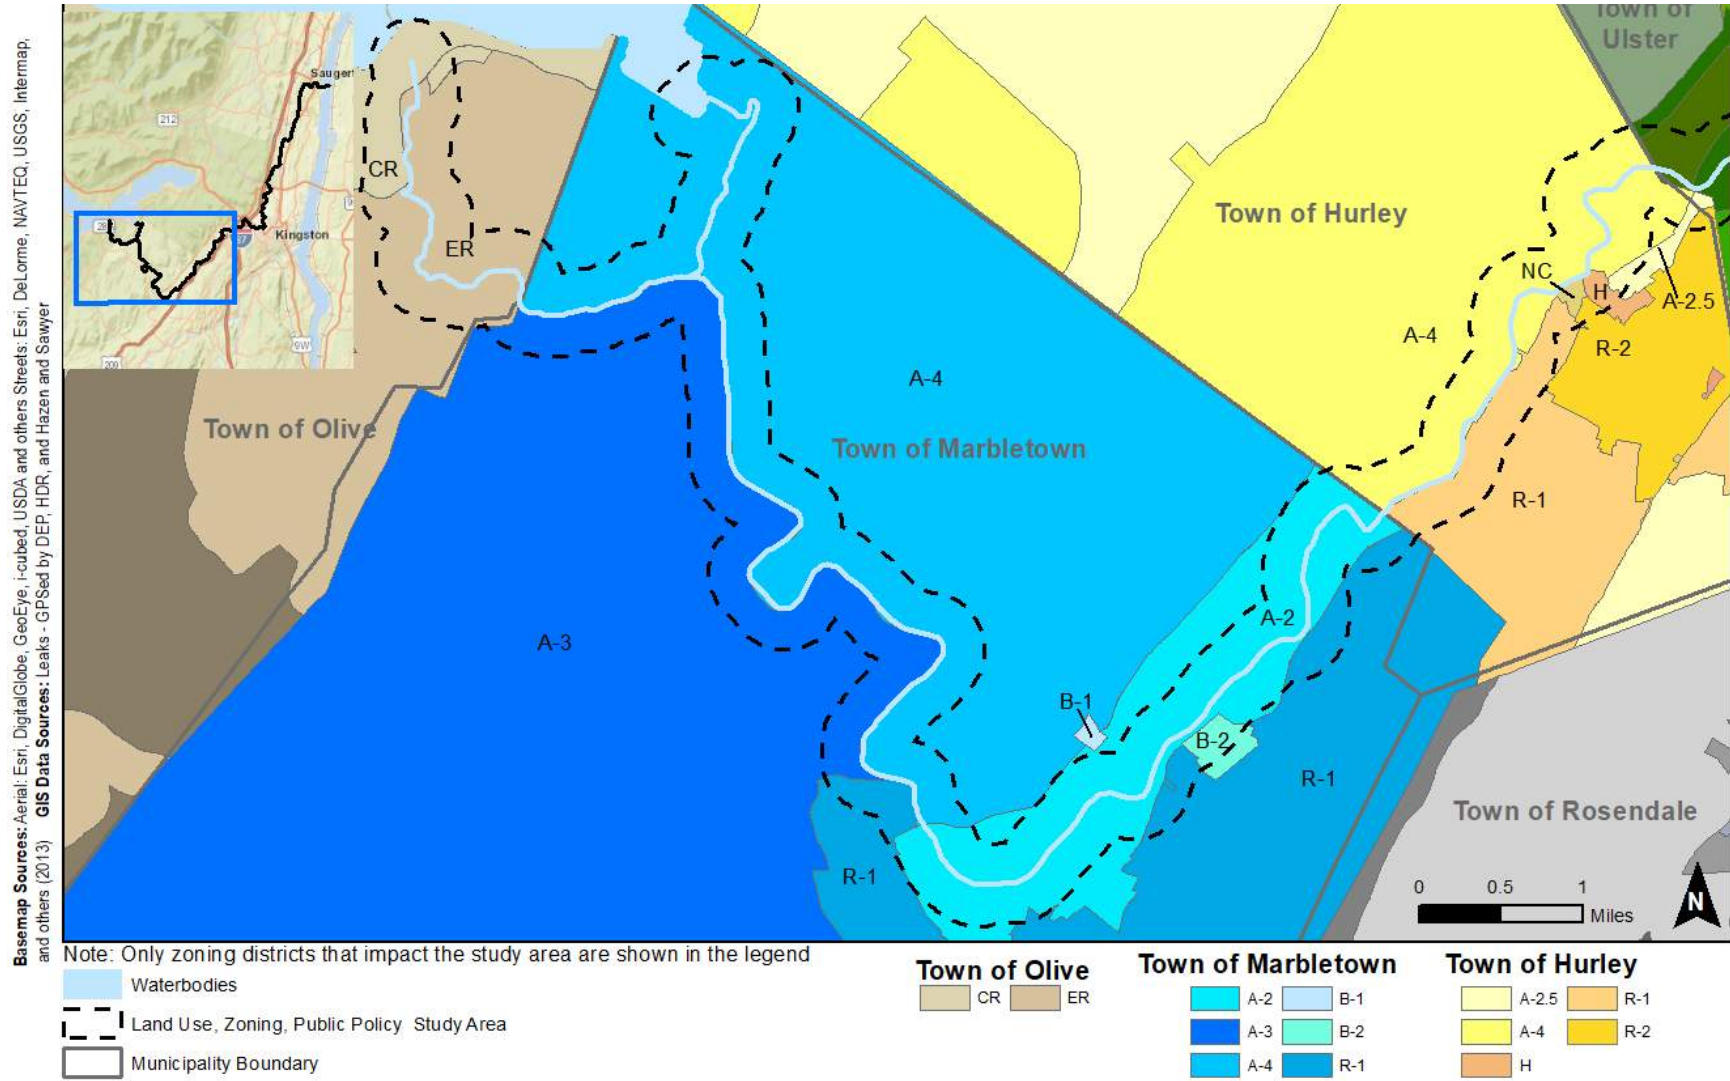 Basemap Sources: Aerial: Esri, DigitalGlobe, GeoEye, i-cubed, USDA and others Streets: Esri, DeLorme, NAVTEQ, USGS, Intermap,
and others (2013) GIS Data Sources: Leaks - GPSed by DEP, HDR, and Hazen and Sawyer
212
Saugert
Kingston
9W
209
CR
ER
Town of Olive
Town of Hurley
Town of
Ulster
NC
H
A-2.5
A-4
R-2
A-4
Town of Marbletown
R-1
A-3
A-2
B-1
B-2
R-1
R-1
Town of Rosendale
0 0.5 1
Miles
N
Note: Only zoning districts that impact the study area are shown in the legend
Waterbodies
Land Use, Zoning, Public Policy Study Area
Municipality Boundary
Town of Olive
CR ER
Town of Marbletown
A-2 B-1
A-3 B-2
A-4 R-1
Town of Hurley
A-2.5 R-1
A-4 R-2
H